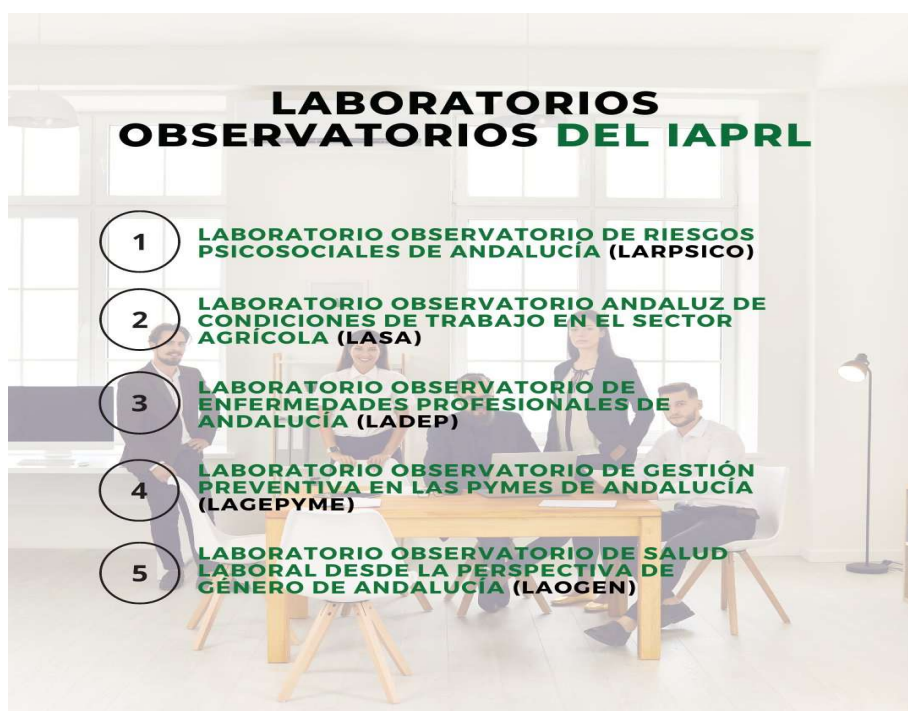 LABORATORIOS
OBSERVATORIOS DEL IAPRL
1
LABORATORIO OBSERVATORIO DE RIESGOS
PSICOSOCIALES DE ANDALUCÍA (LARPSICO)
2
LABORATORIO OBSERVATORIO ANDALUZ DE
CONDICIONES DE TRABAJO EN EL SECTOR
AGRÍCOLA (LASA)
3
LABORATORIO OBSERVATORIO DE
ENFERMEDADES PROFESIONALES DE
ANDALUCÍA (LADEP)
4
LABORATORIO OBSERVATORIO DE GESTIÓN
PREVENTIVA EN LAS PYMES DE ANDALUCÍA
(LAGEPYME)
5
LABORATORIO OBSERVATORIO DE SALUD
LABORAL DESDE LA PERSPECTIVA DE
GÉNERO DE ANDALUCÍA (LAOGEN)